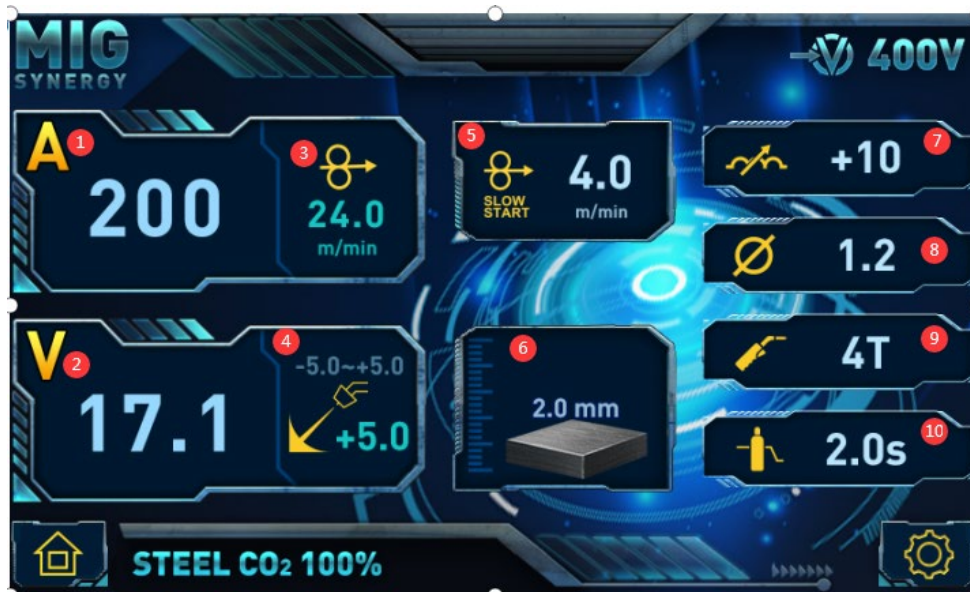 MIG
SYNERGY
400V
A 1
200
3
24.0
m/min
5
SLOW
START
4.0
m/min
+10 7
1.2 8
V 2
17.1
4
-5.0~+5.0
+5.0
6
2.0 mm
4T 9
2.0s 10
STEEL CO₂ 100%